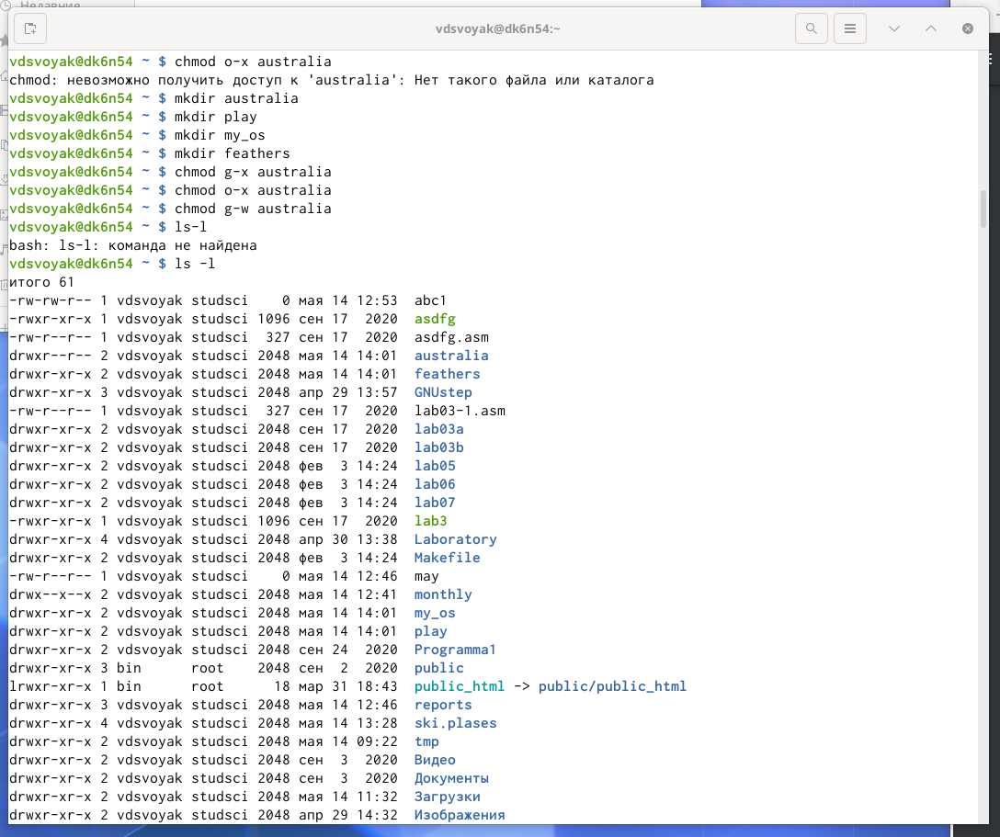 Недавние
vdsvoyak@dk6n54:~
vdsvoyak@dk6n54 ~ $ chmod o-x australia
chmod: невозможно получить доступ к 'australia': Нет такого файла или каталога
vdsvoyak@dk6n54 ~ $ mkdir australia
vdsvoyak@dk6n54 ~ $ mkdir play
vdsvoyak@dk6n54 ~ $ mkdir my_os
vdsvoyak@dk6n54 ~ $ mkdir feathers
vdsvoyak@dk6n54 ~ $ chmod g-x australia
vdsvoyak@dk6n54 ~ $ chmod o-x australia
vdsvoyak@dk6n54 ~ $ chmod g-w australia
vdsvoyak@dk6n54 ~ $ ls-l
bash: ls-l: команда не найдена
vdsvoyak@dk6n54 ~ $ ls -l
итого 61
-rw-rw-r-- 1 vdsvoyak studsci    0 мая 14 12:53  abc1
-rwxr-xr-x 1 vdsvoyak studsci 1096 сен 17  2020  asdfg
-rw-r--r-- 1 vdsvoyak studsci  327 сен 17  2020  asdfg.asm
drwxr--r-- 2 vdsvoyak studsci 2048 мая 14 14:01  australia
drwxr-xr-x 2 vdsvoyak studsci 2048 мая 14 14:01  feathers
drwxr-xr-x 3 vdsvoyak studsci 2048 апр 29 13:57  GNUstep
-rw-r--r-- 1 vdsvoyak studsci  327 сен 17  2020  lab03-1.asm
drwxr-xr-x 2 vdsvoyak studsci 2048 сен 17  2020  lab03a
drwxr-xr-x 2 vdsvoyak studsci 2048 сен 17  2020  lab03b
drwxr-xr-x 2 vdsvoyak studsci 2048 фев  3 14:24  lab05
drwxr-xr-x 2 vdsvoyak studsci 2048 фев  3 14:24  lab06
drwxr-xr-x 2 vdsvoyak studsci 2048 фев  3 14:24  lab07
-rwxr-xr-x 1 vdsvoyak studsci 1096 сен 17  2020  lab3
drwxr-xr-x 4 vdsvoyak studsci 2048 апр 30 13:38  Laboratory
drwxr-xr-x 2 vdsvoyak studsci 2048 фев  3 14:24  Makefile
-rw-r--r-- 1 vdsvoyak studsci    0 мая 14 12:46  may
drwx--x--x 2 vdsvoyak studsci 2048 мая 14 12:41  monthly
drwxr-xr-x 2 vdsvoyak studsci 2048 мая 14 14:01  my_os
drwxr-xr-x 2 vdsvoyak studsci 2048 мая 14 14:01  play
drwxr-xr-x 2 vdsvoyak studsci 2048 сен 24  2020  Programma1
drwxr-xr-x 3 bin      root    2048 сен  2  2020  public
lrwxr-xr-x 1 bin      root      18 мар 31 18:43  public_html -> public/public_html
drwxr-xr-x 3 vdsvoyak studsci 2048 мая 14 12:46  reports
drwxr-xr-x 4 vdsvoyak studsci 2048 мая 14 13:28  ski.plases
drwxr-xr-x 2 vdsvoyak studsci 2048 мая 14 09:22  tmp
drwxr-xr-x 2 vdsvoyak studsci 2048 сен  3  2020  Видео
drwxr-xr-x 2 vdsvoyak studsci 2048 сен  3  2020  Документы
drwxr-xr-x 2 vdsvoyak studsci 2048 мая 14 11:32  Загрузки
drwxr-xr-x 2 vdsvoyak studsci 2048 апр 29 14:32  Изображения